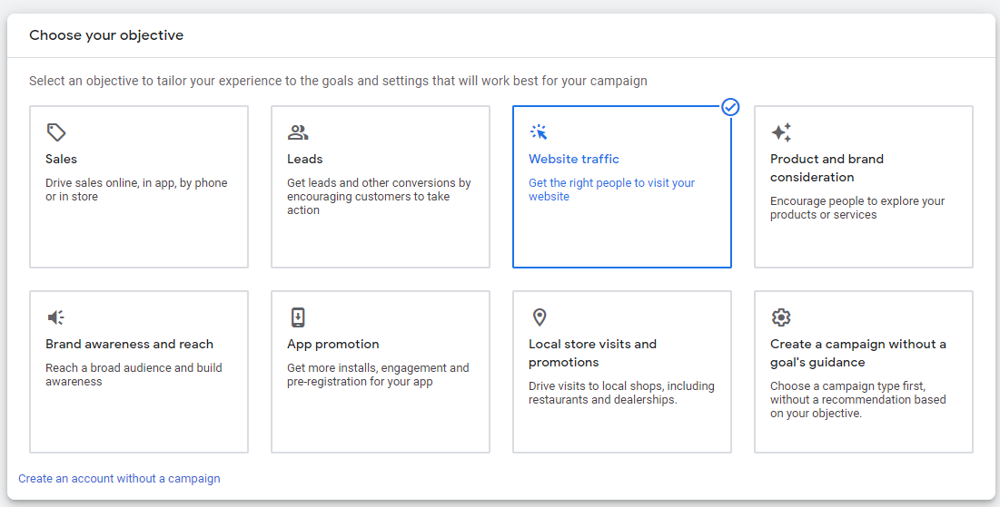 Choose your objective
Select an objective to tailor your experience to the goals and settings that will work best for your campaign
Sales
Drive sales online, in app, by phone
or in store
Leads
Get leads and other conversions by
encouraging customers to take
action
Website traffic
Get the right people to visit your
website
Product and brand
consideration
Encourage people to explore your
products or services
Brand awareness and reach
Reach a broad audience and build
awareness
App promotion
Get more installs, engagement and
pre-registration for your app
Local store visits and
promotions
Drive visits to local shops, including
restaurants and dealerships.
Create a campaign without a
goal's guidance
Choose a campaign type first,
without a recommendation based
on your objective.
Create an account without a campaign